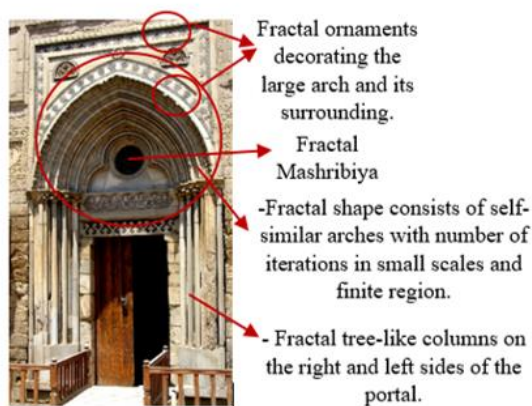 Fractal ornaments
decorating the
large arch and its
surrounding.
Fractal
Mashribiya
-Fractal shape consists of self-
similar arches with number of
iterations in small scales and
finite region.
- Fractal tree-like columns on
the right and left sides of the
portal.